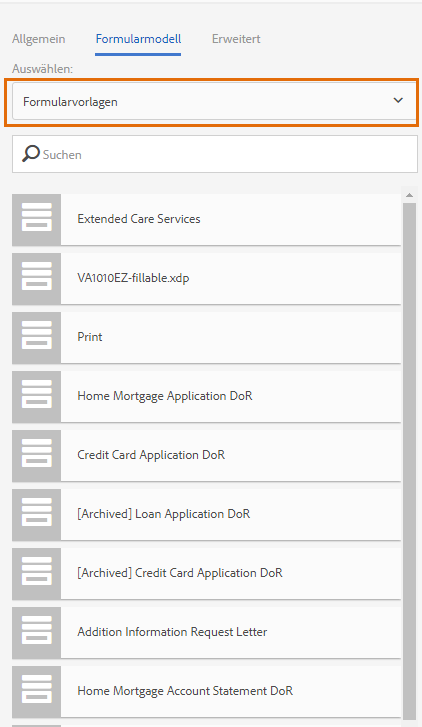 Allgemein Formularmodell Erweitert
Auswählen:
Formularvorlagen
Suchen
Extended Care Services
VA1010EZ-fillable.xdp
Print
Home Mortgage Application DoR
Credit Card Application DoR
[Archived] Loan Application DoR
[Archived] Credit Card Application DoR
Addition Information Request Letter
Home Mortgage Account Statement DoR